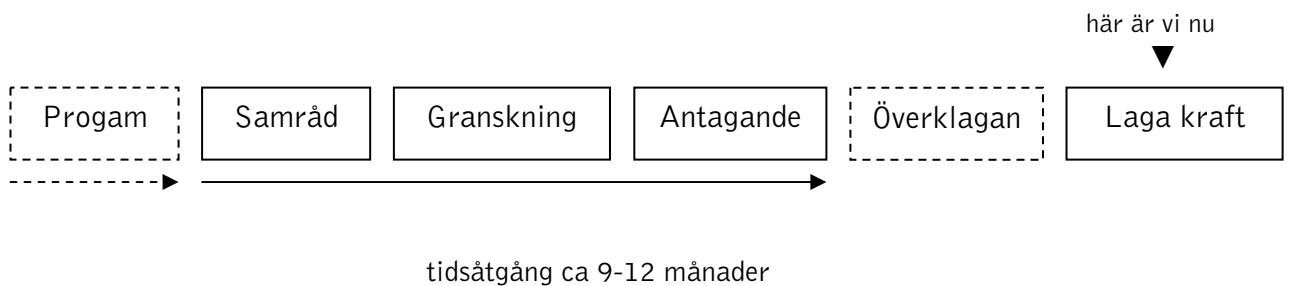 här är vi nu
Progam Samråd Granskning Antagande Överklagan Laga kraft
tidsåtgång ca 9-12 månader